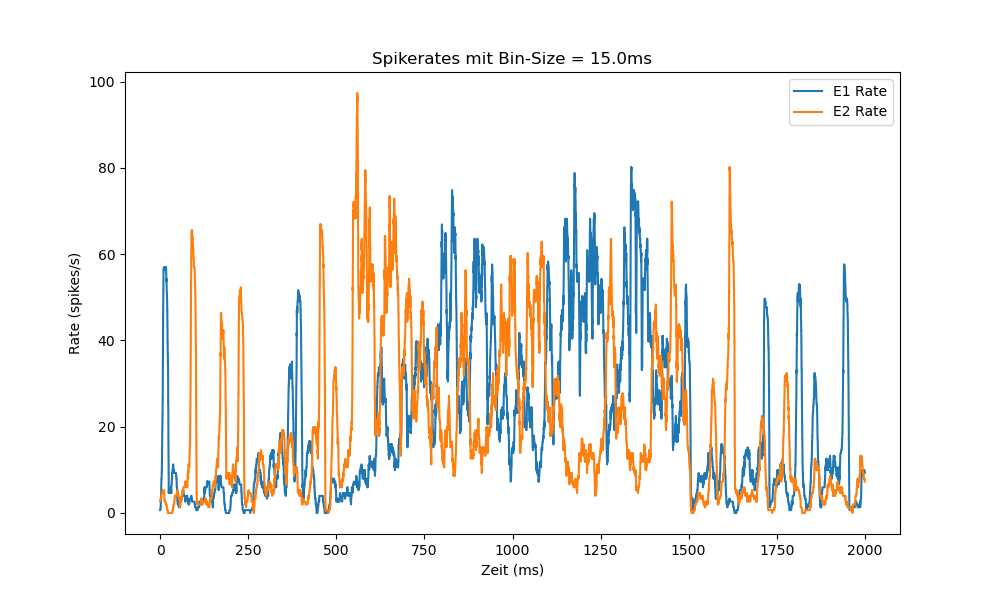 Spikerates mit Bin-Size = 15.0ms
E1 Rate
E2 Rate
Rate (spikes/s)
100
80
60
40
20
0
0 250 500 750 1000 1250 1500 1750 2000
Zeit (ms)